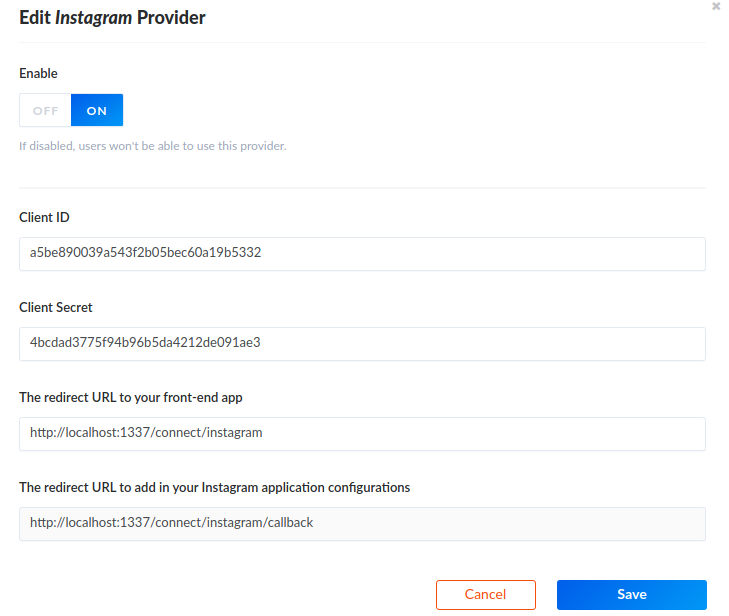 Edit Instagram Provider
Enable
OFF ON
If disabled, users won't be able to use this provider.
Client ID
a5be890039a543f2b05bec60a19b5332
Client Secret
4bcdad3775f94b96b5da4212de091ae3
The redirect URL to your front-end app
http://localhost:1337/connect/instagram
The redirect URL to add in your Instagram application configurations
http://localhost:1337/connect/instagram/callback
Cancel Save